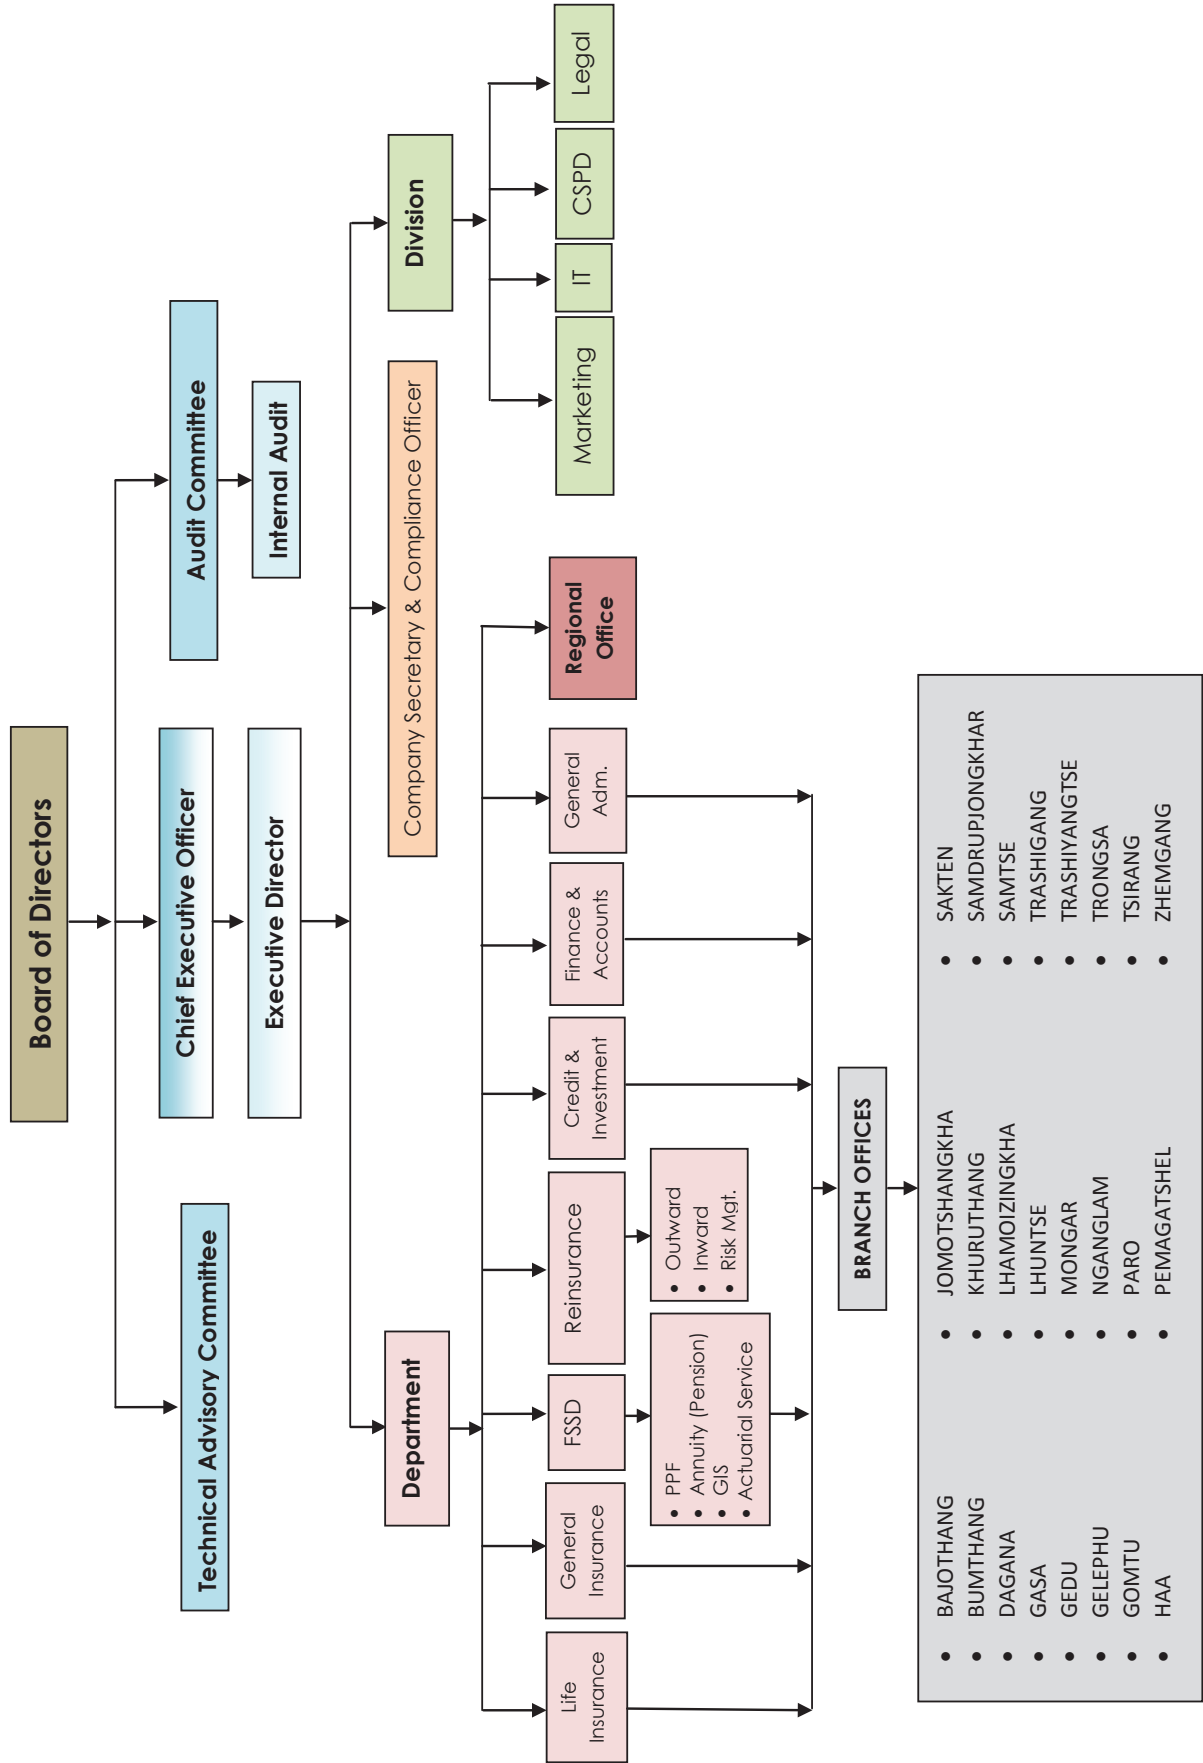 Board of Directors
Technical Advisory Committee
Chief Executive Officer
Audit Committee
Executive Director
Internal Audit
Department
Company Secretary & Compliance Officer
Division
Life
Insurance
General
Insurance
FSSD
Reinsurance
Credit &
Investment
Finance &
Accounts
General
Adm.
Regional
Office
Marketing
IT
CSPD
Legal
• PPF
• Annuity (Pension)
• GIS
• Actuarial Service
• Outward
• Inward
• Risk Mgt.
BRANCH OFFICES
• BAJOTHANG
• BUMTHANG
• DAGANA
• GASA
• GEDU
• GELEPHU
• GOMTU
• HAA
• JOMOTSHANGKHA
• KHURUTHANG
• LHAMOIZINGKHA
• LHUNTSE
• MONGAR
• NGANGLAM
• PARO
• PEMAGATSHEL
• SAKTEN
• SAMDRUPJONGKHAR
• SAMTSE
• TRASHIGANG
• TRASHIYANGTSE
• TRONGSA
• TSIRANG
• ZHEMGANG